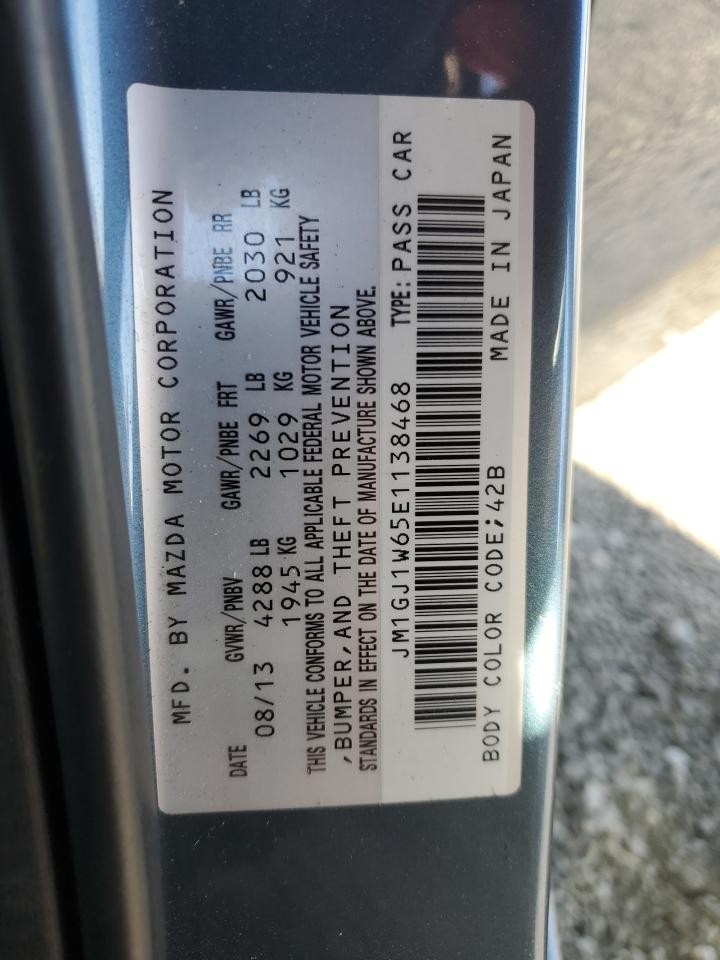 MFD. BY MAZDA MOTOR CORPORATION
DATE GVWR/PNBV GAWR/PNBE FRT GAWR/PNBE RR
08/13 4288 LB 2269 LB 2030 LB
1945 KG 1029 KG 921 KG
THIS VEHICLE CONFORMS TO ALL APPLICABLE FEDERAL MOTOR VEHICLE SAFETY
,BUMPER,AND THEFT PREVENTION
STANDARDS IN EFFECT ON THE DATE OF MANUFACTURE SHOWN ABOVE.
JM1GJ1W65E1138468 TYPE: PASS CAR
BODY COLOR CODE;42B MADE IN JAPAN